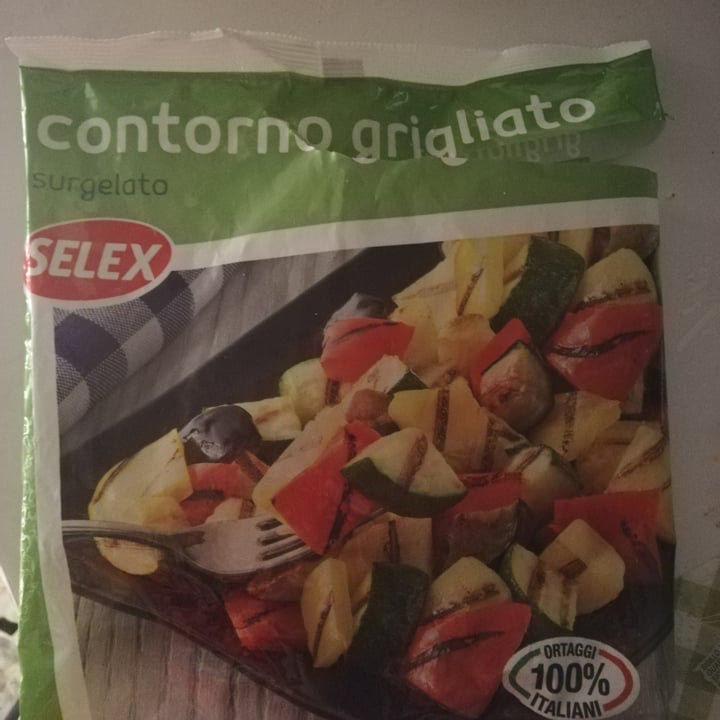 contorno grigliato
surgelato
SELEX
ORTAGGI
100%
ITALIANI